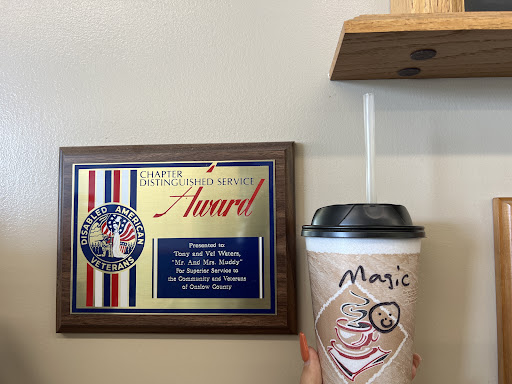 CHAPTER
DISTINGUISHED SERVICE
Award
DISABLED AMERICAN
VETERANS
Presented to:
Tony and Vel Waters,
"Mr. And Mrs. Muddy"
For Superior Service to
the Community and Veterans
of Onslow County
Magic